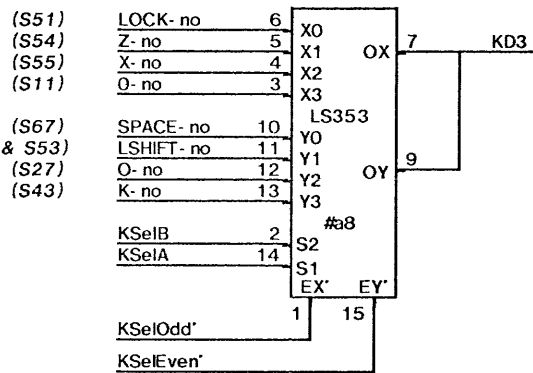 (S51) LOCK- no 6 X0 OX 7 KD3
(S54) Z- no 5 X1
(S55) X- no 4 X2
(S11) O- no 3 X3
LS353
(S67) SPACE- no 10 Y0
& S53) LSHIFT- no 11 Y1 OY 9
(S27) O- no 12 Y2
(S43) K- no 13 Y3
#a8
KSelB 2 S2
KSelA 14 S1
EX' EY'
1 15
KSelOdd'
KSelEven'